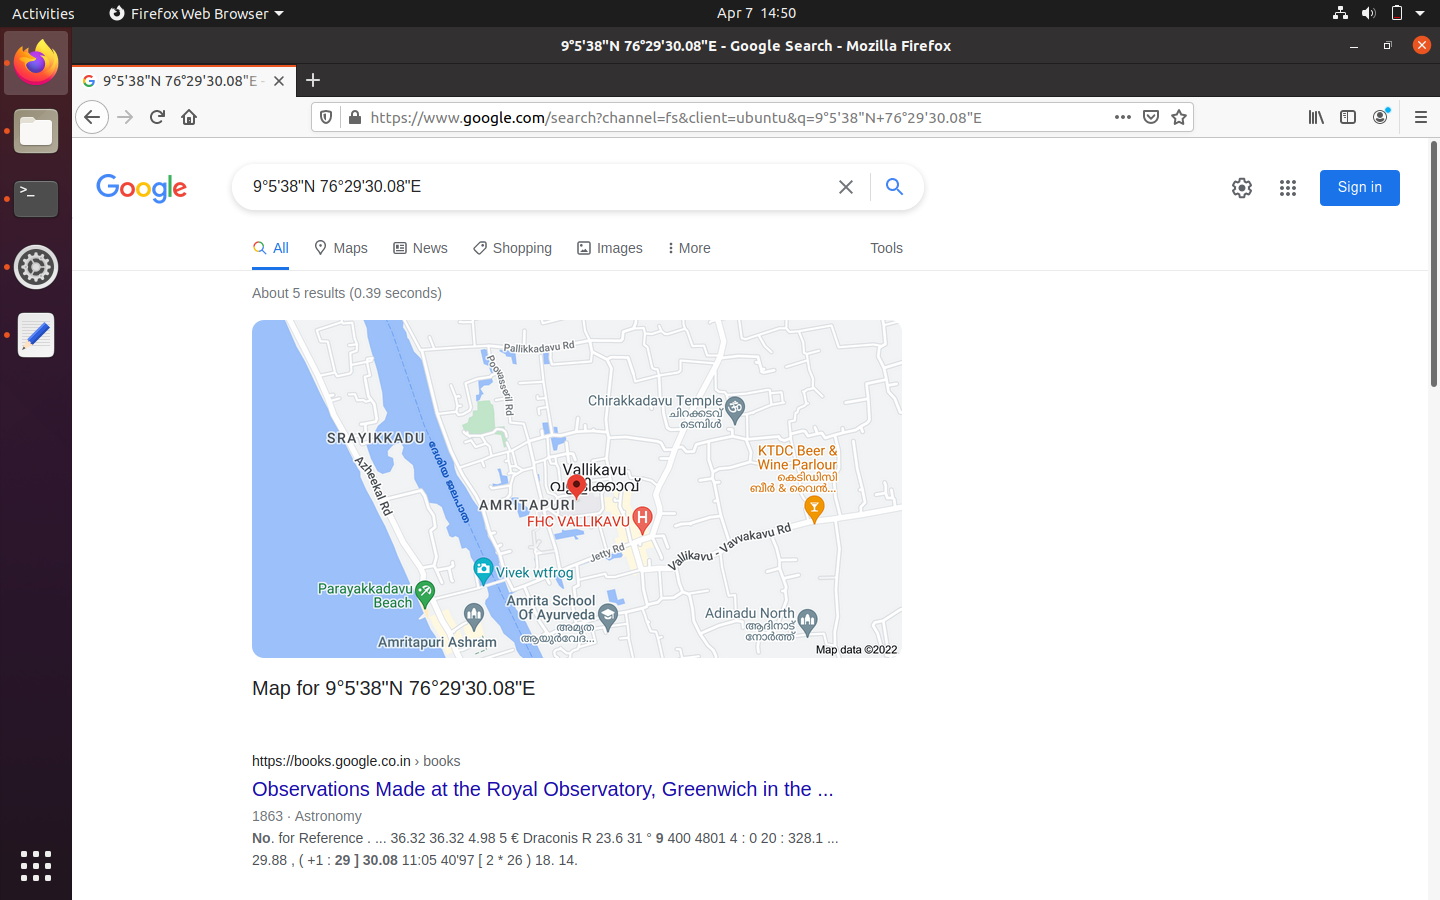 Activities
Firefox Web Browser
Apr 7 14:50
9°5'38"N 76°29'30.08"E - Google Search - Mozilla Firefox
9°5'38"N 76°29'30.08"E -
https://www.google.com/search?channel=fs&client=ubuntu&q=9°5'38"N+76°29'30.08"E
Google
9°5'38"N 76°29'30.08"E
Sign in
All
Maps
News
Shopping
Images
More
Tools
About 5 results (0.39 seconds)
Pallikkadavu Rd
Poovasseril Rd
Chirakkadavu Temple
ചിറക്കടവ്
ടെമ്പിൾ
SRAYIKKADU
Azheekal Rd
ദേശീയ ജലപാത
KTDC Beer &
Wine Parlour
കെടിഡിസി
ബീർ & വൈൻ...
Vallikavu
വള്ളിക്കാവ്
AMRITAPURI
FHC VALLIKAVU
H
Jetty Rd
Vallikavu - Vavvakavu Rd
Vivek wtfrog
Parayakkadavu
Beach
Amrita School
Of Ayurveda
അമൃത
ആയുർവേദ...
Adinadu North
ആദിനാട്
നോർത്ത്
Amritapuri Ashram
Map data ©2022
Map for 9°5'38"N 76°29'30.08"E
https://books.google.co.in › books
Observations Made at the Royal Observatory, Greenwich in the ...
1863 · Astronomy
No. for Reference . ... 36.32 36.32 4.98 5 € Draconis R 23.6 31 ° 9 400 4801 4 : 0 20 : 328.1 ...
29.88 , ( +1 : 29 ] 30.08 11:05 40'97 [ 2 * 26 ) 18. 14.